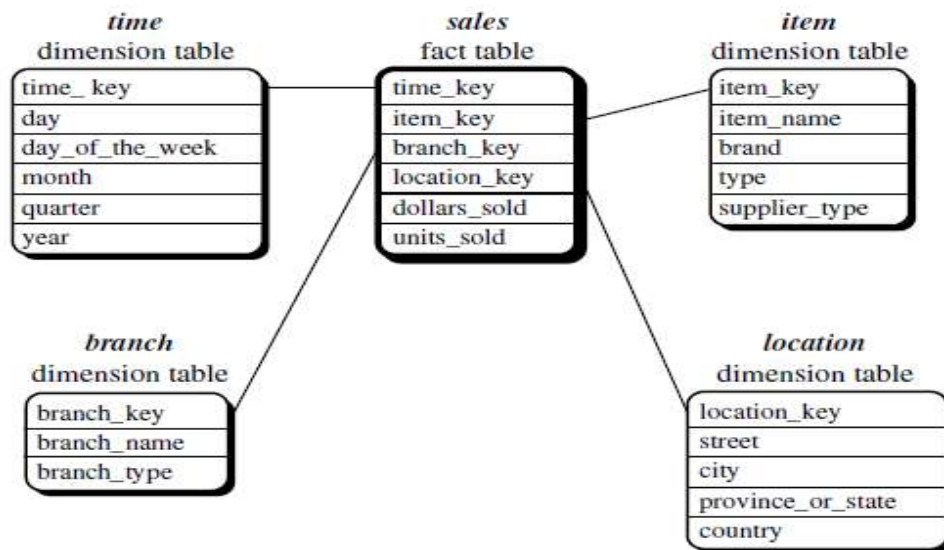 time
dimension table
time_ key
day
day_of_the_week
month
quarter
year
sales
fact table
time_key
item_key
branch_key
location_key
dollars_sold
units_sold
item
dimension table
item_key
item_name
brand
type
supplier_type
branch
dimension table
branch_key
branch_name
branch_type
location
dimension table
location_key
street
city
province_or_state
country